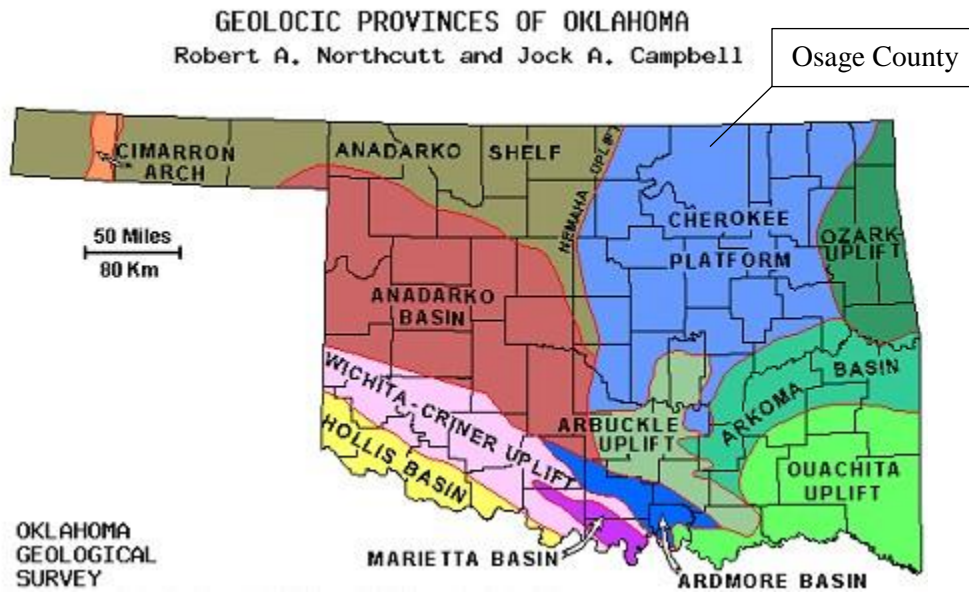 GEOLOCIC PROVINCES OF OKLAHOMA
Robert A. Northcutt and Jock A. Campbell
Osage County
CIMARRON
ARCH
ANADARKO SHELF
NEMAHA UPLIFT
CHEROKEE
PLATFORM
OZARK
UPLIFT
50 Miles
80 Km
ANADARKO
BASIN
WICHITA-CRINER UPLIFT
HOLLIS BASIN
ARBUCKLE
UPLIFT
ARKOMA BASIN
OUACHITA
UPLIFT
MARIETTA BASIN
ARDMORE BASIN
OKLAHOMA
GEOLOGICAL
SURVEY